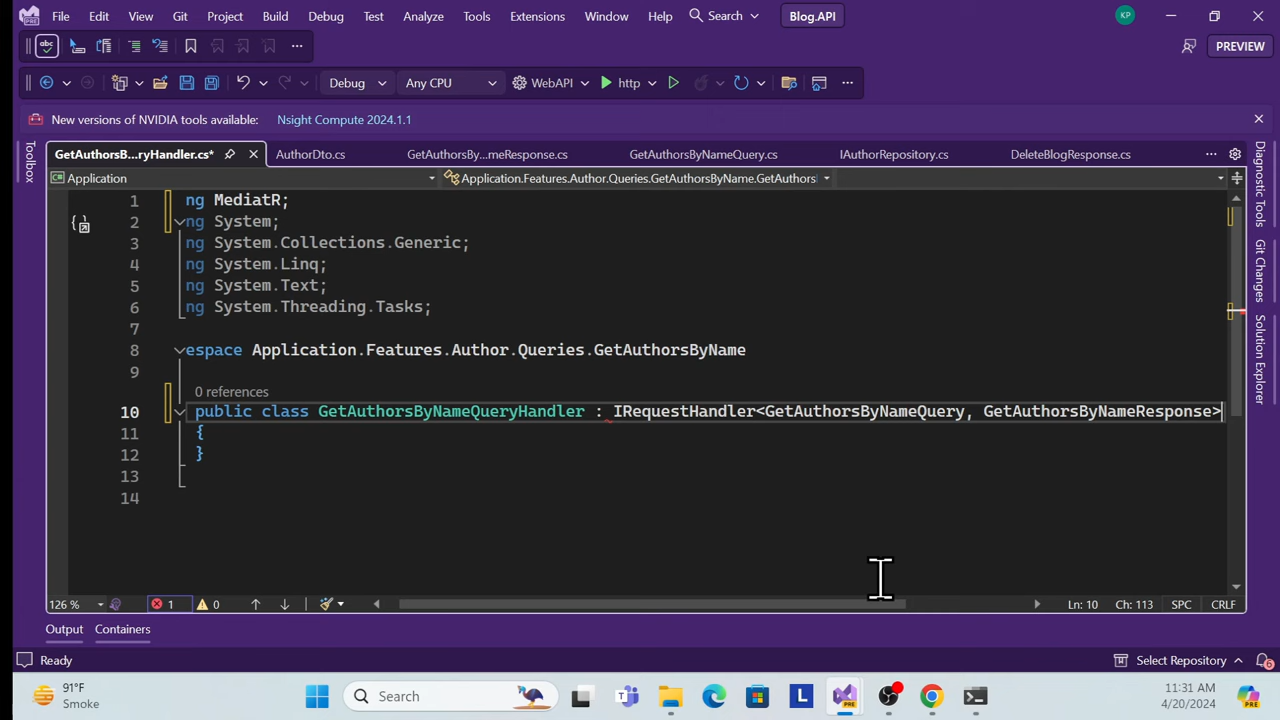 File Edit View Git Project Build Debug Test Analyze Tools Extensions Window Help Search Blog.API KP
PRE
abc PREVIEW
Debug Any CPU WebAPI http
New versions of NVIDIA tools available: Nsight Compute 2024.1.1
Toolbox
GetAuthorsB...ryHandler.cs* AuthorDto.cs GetAuthorsBy...meResponse.cs GetAuthorsByNameQuery.cs IAuthorRepository.cs DeleteBlogResponse.cs
Application Application.Features.Author.Queries.GetAuthorsByName.GetAuthors
1 ng MediatR;
2 ng System;
3 ng System.Collections.Generic;
4 ng System.Linq;
5 ng System.Text;
6 ng System.Threading.Tasks;
7
8 espace Application.Features.Author.Queries.GetAuthorsByName
9
0 references
10 public class GetAuthorsByNameQueryHandler : IRequestHandler<GetAuthorsByNameQuery, GetAuthorsByNameResponse>
11 {
12 }
13
14
Diagnostic Tools
Git Changes
Solution Explorer
126 % 1 0 Ln: 10 Ch: 113 SPC CRLF
Output Containers
Ready Select Repository 6
91°F
Smoke
Search
L
PRE
11:31 AM
4/20/2024
PRE